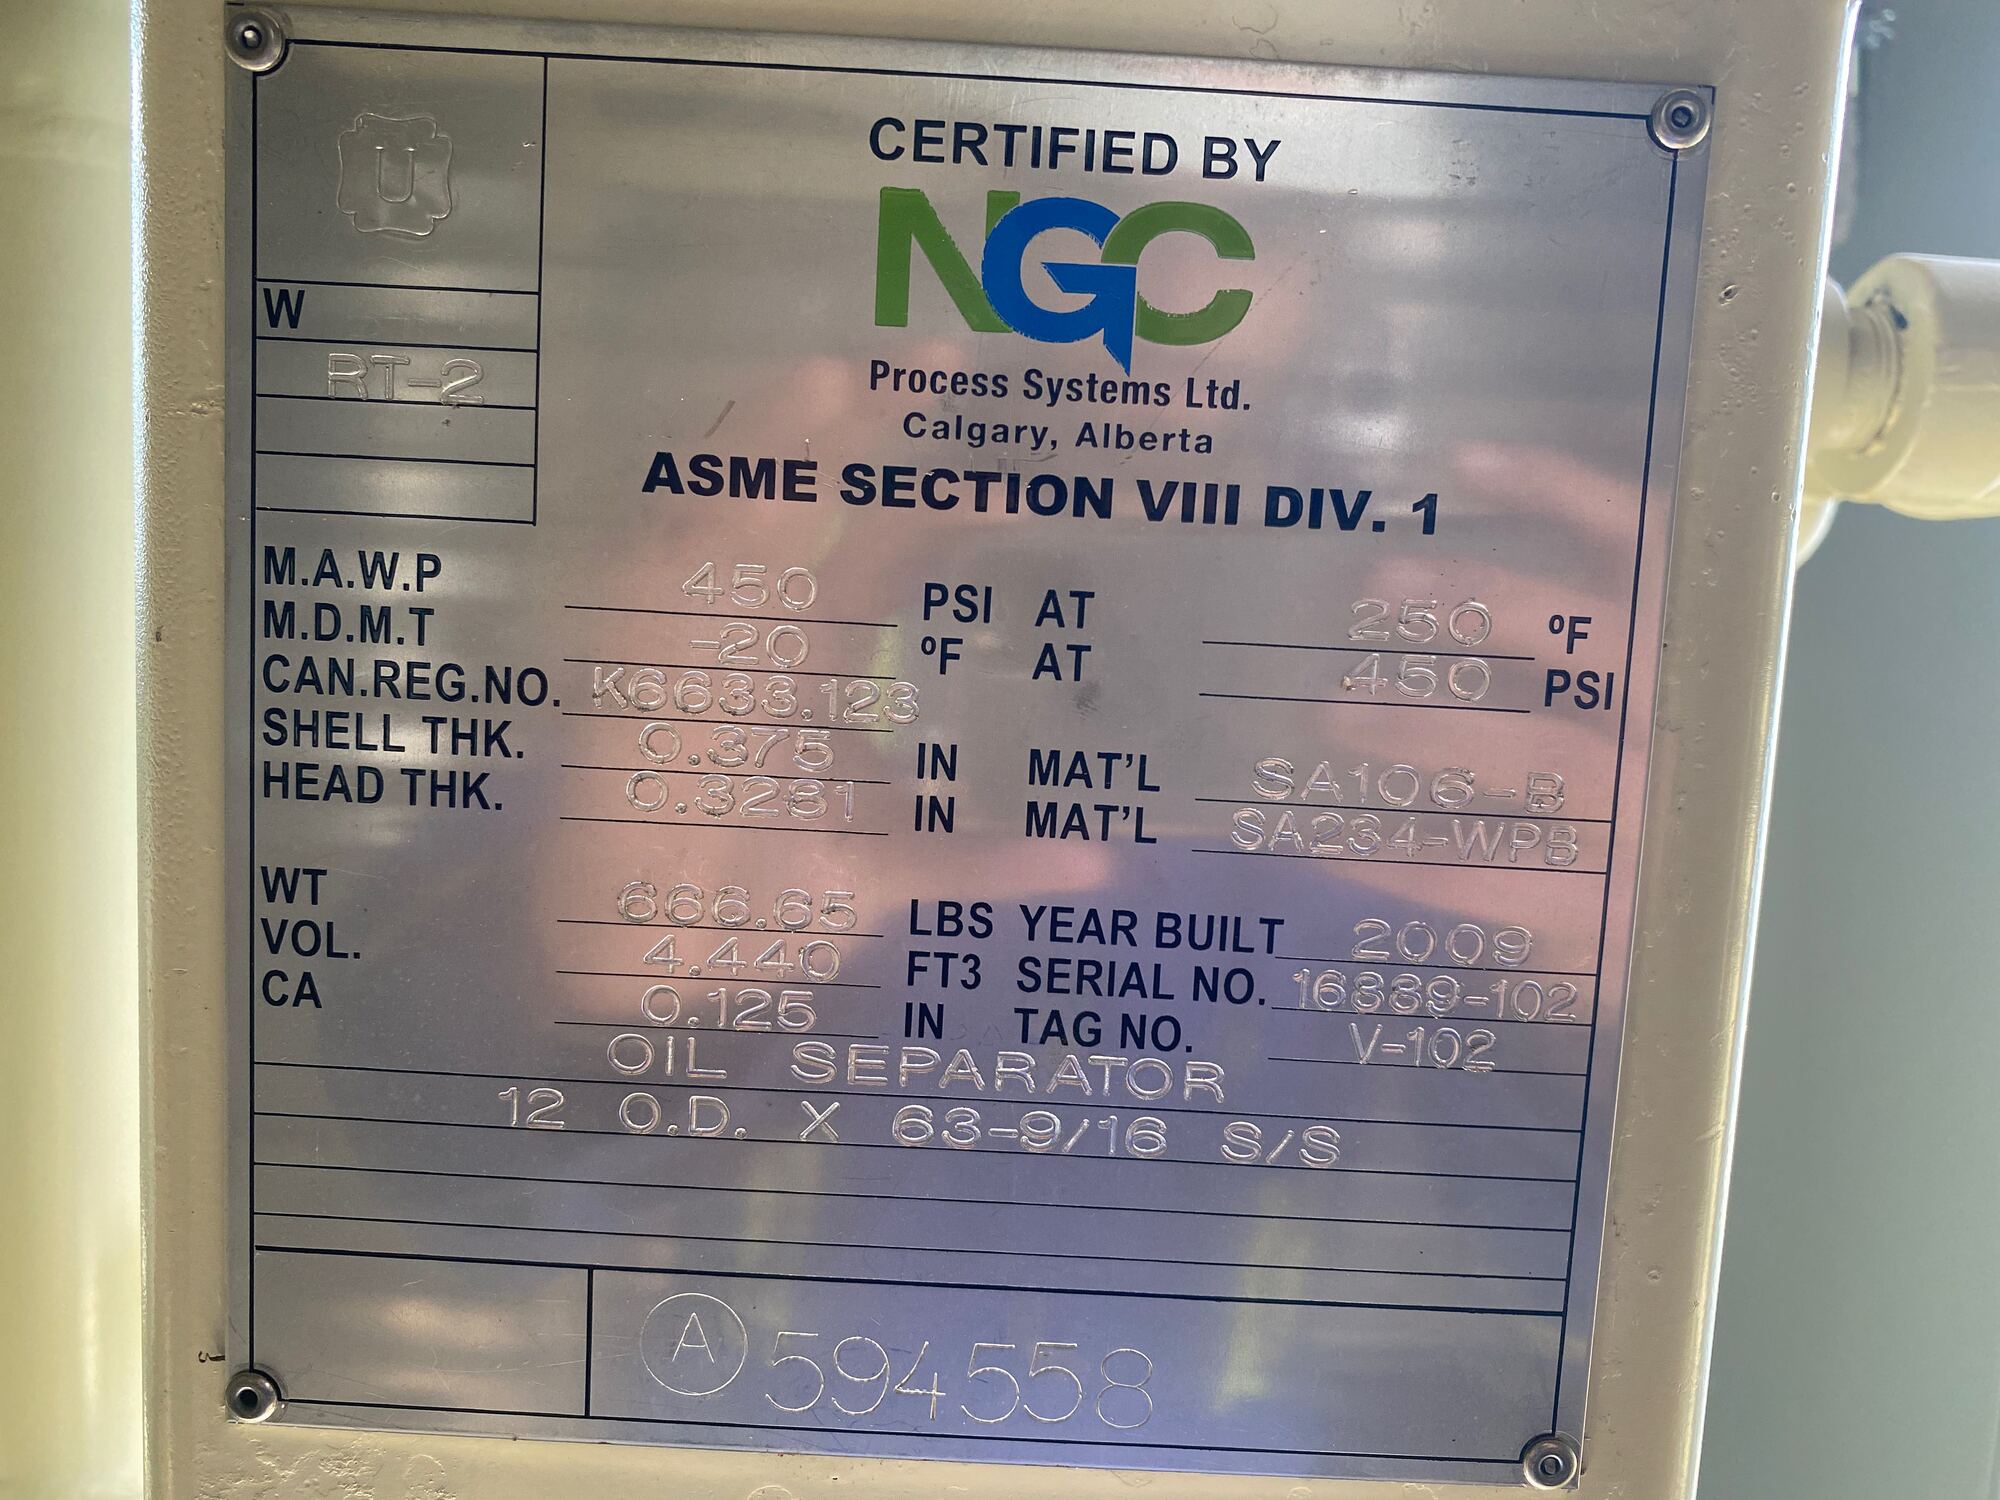 U
CERTIFIED BY
NGC
Process Systems Ltd.
Calgary, Alberta
W
RT-2
ASME SECTION VIII DIV. 1
M.A.W.P 450 PSI AT 250 ºF
M.D.M.T -20 ºF AT 450 PSI
CAN.REG.NO. K6633.123
SHELL THK. 0.375 IN MAT'L SA106-B
HEAD THK. 0.3281 IN MAT'L SA234-WPB
WT 666.65 LBS YEAR BUILT 2009
VOL. 4.440 FT3 SERIAL NO. 16889-102
CA 0.125 IN TAG NO. V-102
OIL SEPARATOR
12 O.D. X 63-9/16 S/S
A 594558